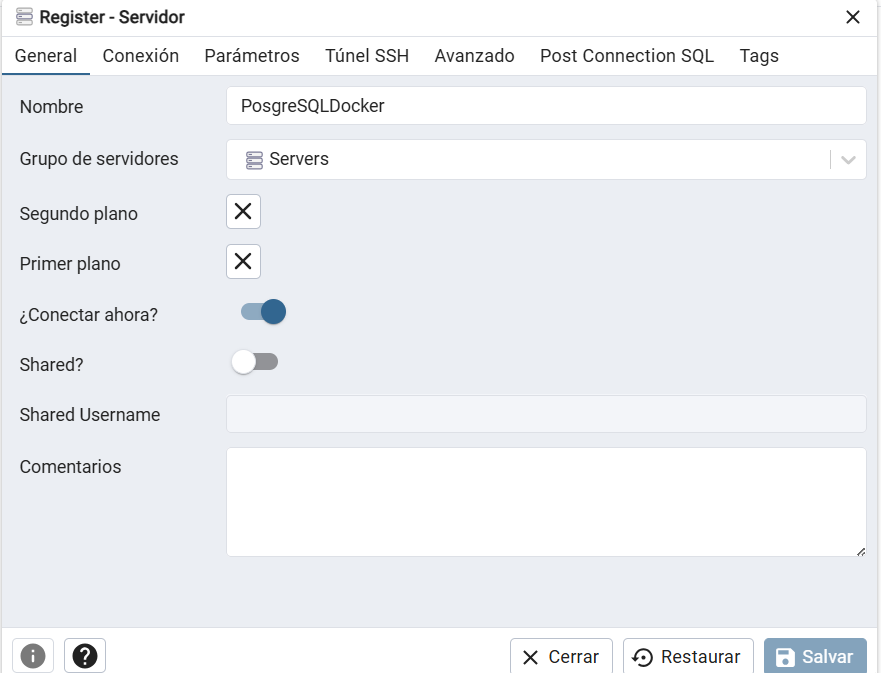 Register - Servidor
General Conexión Parámetros Túnel SSH Avanzado Post Connection SQL Tags
Nombre PosgreSQLDocker
Grupo de servidores Servers
Segundo plano
Primer plano
¿Conectar ahora?
Shared?
Shared Username
Comentarios
Cerrar Restaurar Salvar